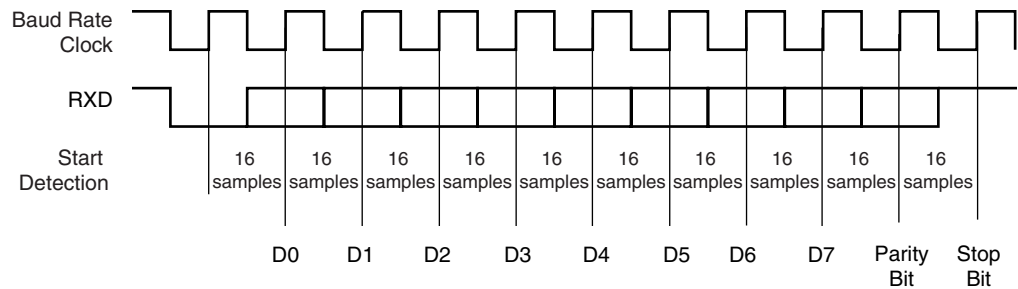 Baud Rate
Clock
RXD
Start
Detection
16 16 16 16 16 16 16 16 16 16
samples samples samples samples samples samples samples samples samples samples
D0 D1 D2 D3 D4 D5 D6 D7 Parity Stop
Bit Bit